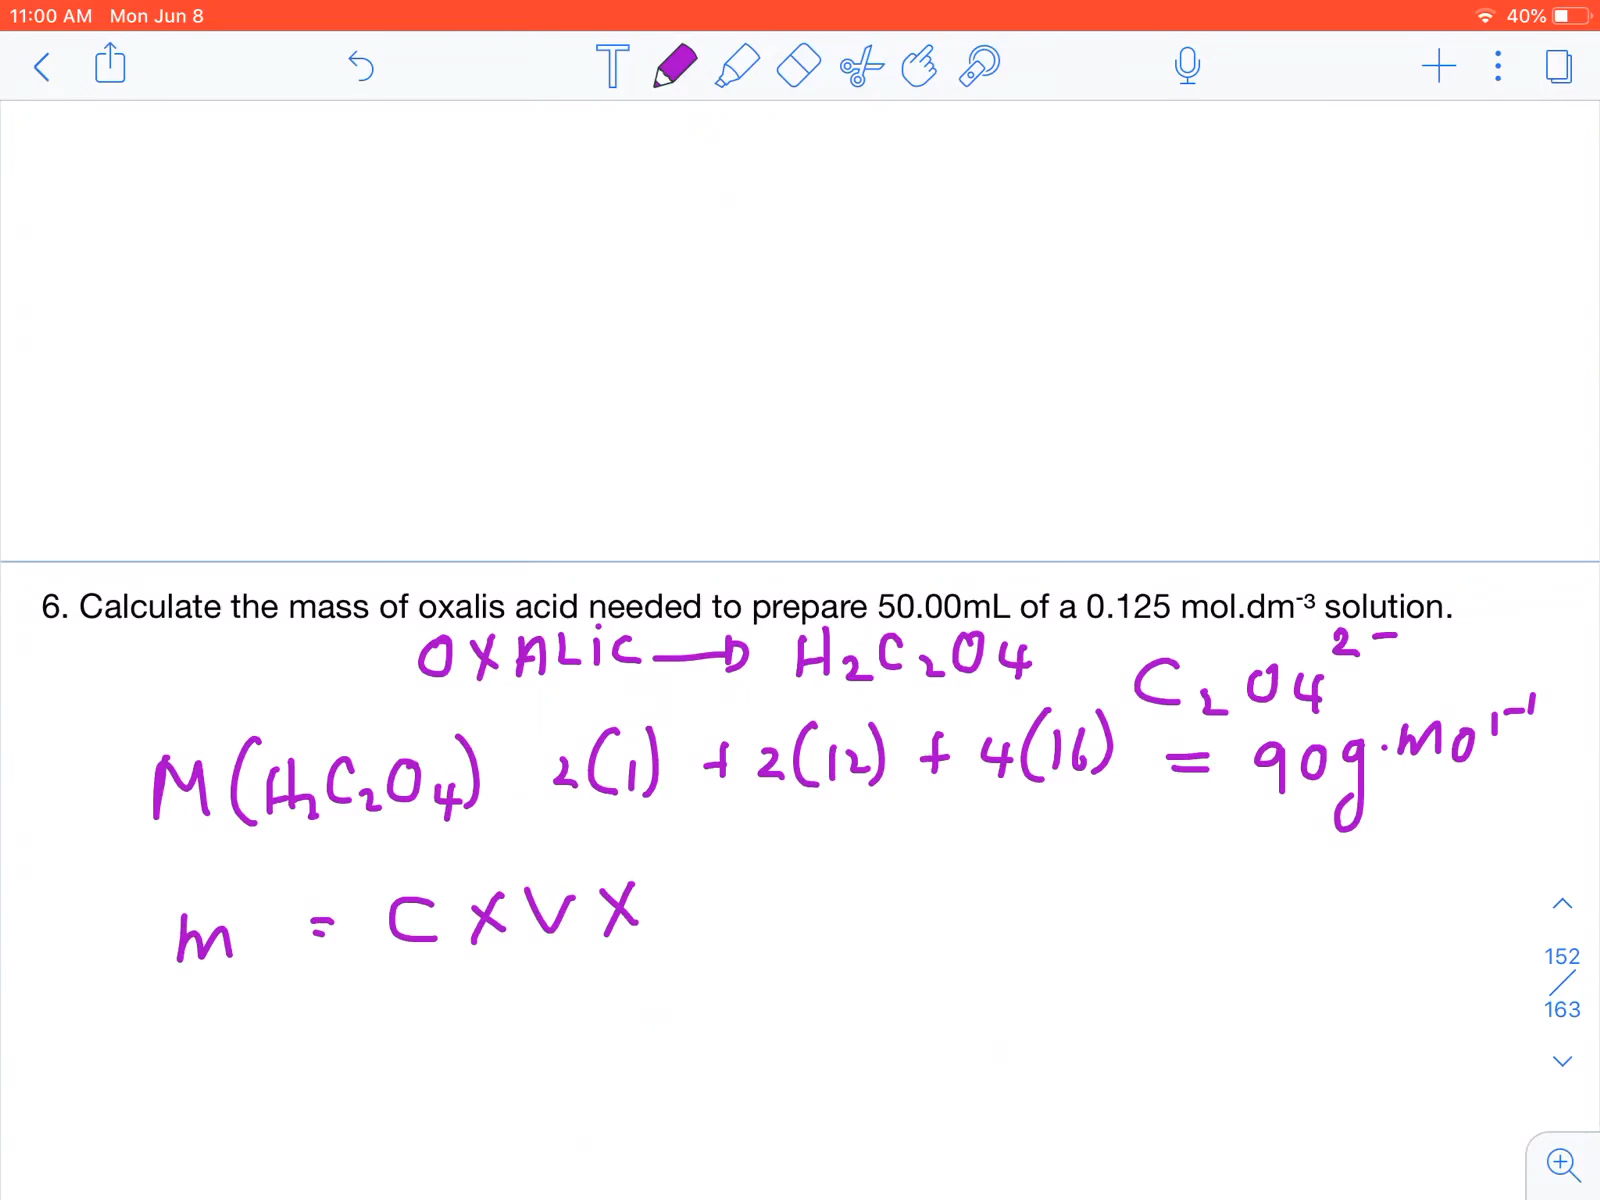 11:00 AM Mon Jun 8 40%
T
6. Calculate the mass of oxalis acid needed to prepare 50.00mL of a 0.125 mol.dm⁻³ solution.
OXALiC → H₂C₂O₄ C₂O₄²⁻
M(H₂C₂O₄) 2(1) + 2(12) + 4(16) = 90g·mol⁻¹
m = C X V X
152
163